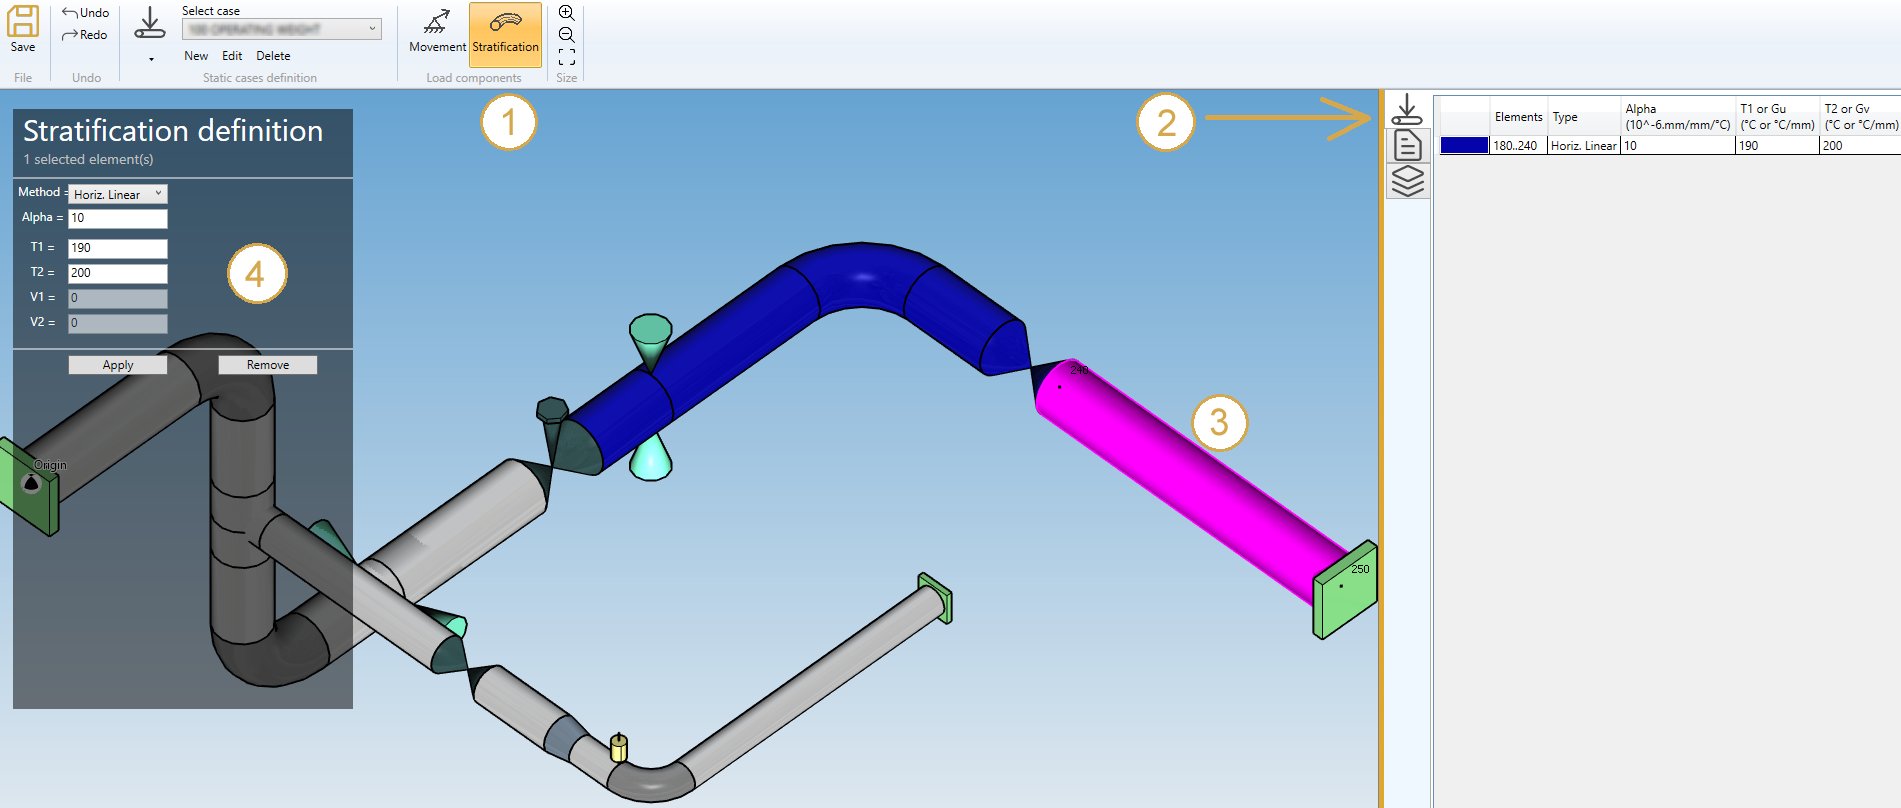 Save
File
Undo
Redo
Undo
Select case
100 OPERATING WEIGHT
New Edit Delete
Static cases definition
Movement
Stratification
Load components
Size
1
2
Stratification definition
1 selected element(s)
Method = Horiz. Linear
Alpha = 10
T1 = 190
T2 = 200
V1 = 0
V2 = 0
Apply Remove
4
Origin
240
3
250
Elements Type Alpha (10^-6.mm/mm/°C) T1 or Gu (°C or °C/mm) T2 or Gv (°C or °C/mm)
180..240 Horiz. Linear 10 190 200